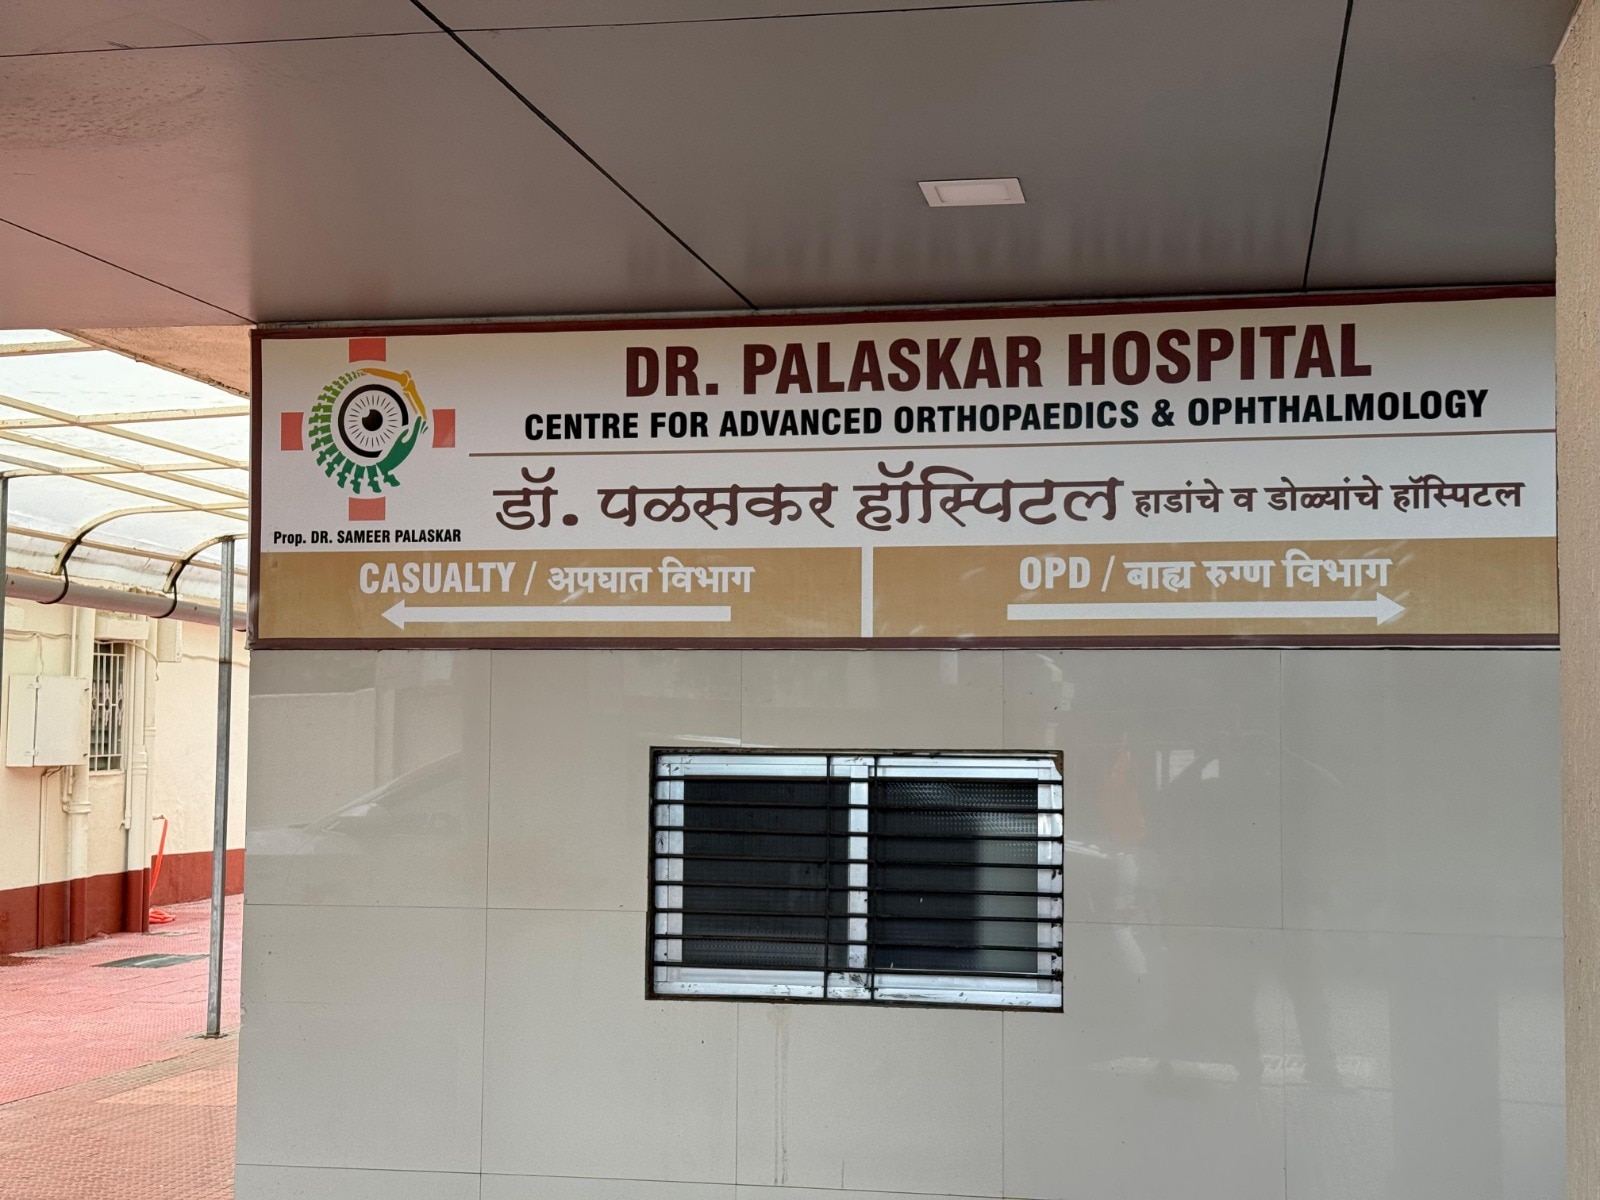 DR. PALASKAR HOSPITAL
CENTRE FOR ADVANCED ORTHOPAEDICS & OPHTHALMOLOGY
डॉ. पळसकर हॉस्पिटल हाडांचे व डोळ्यांचे हॉस्पिटल
Prop. DR. SAMEER PALASKAR
CASUALTY / अपघात विभाग
OPD / बाह्य रुग्ण विभाग